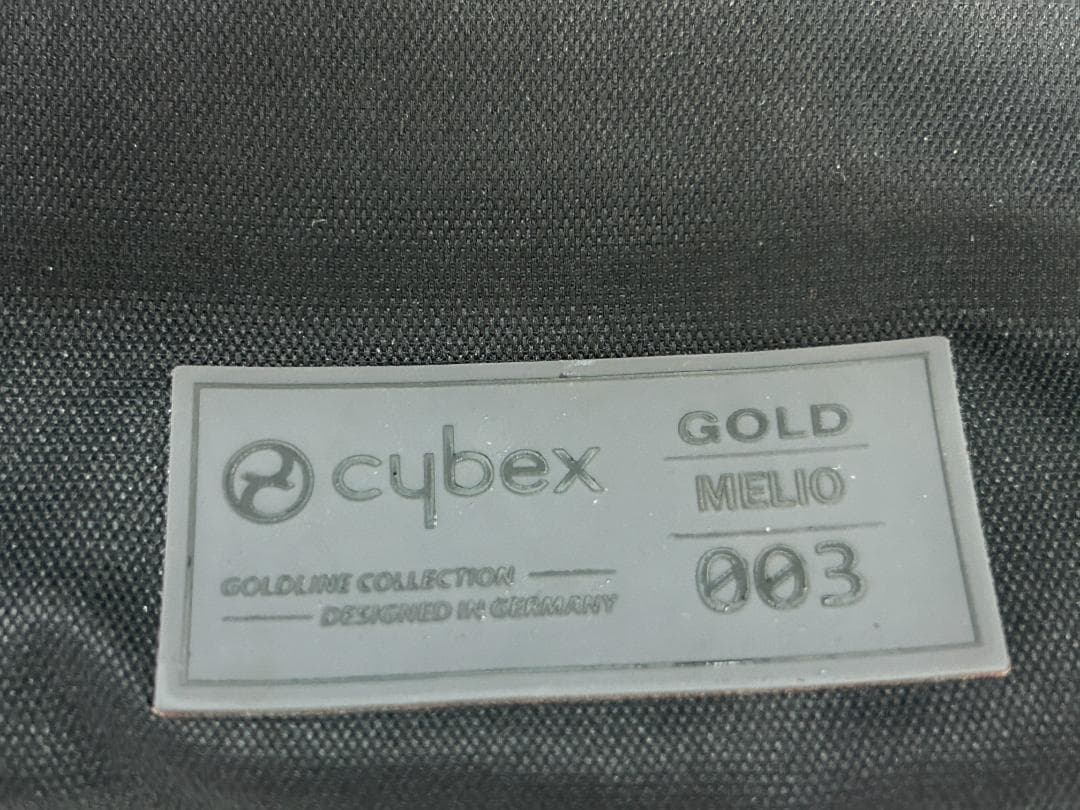 cybex
GOLDLINE COLLECTION
DESIGNED IN GERMANY
GOLD
MELIO
003